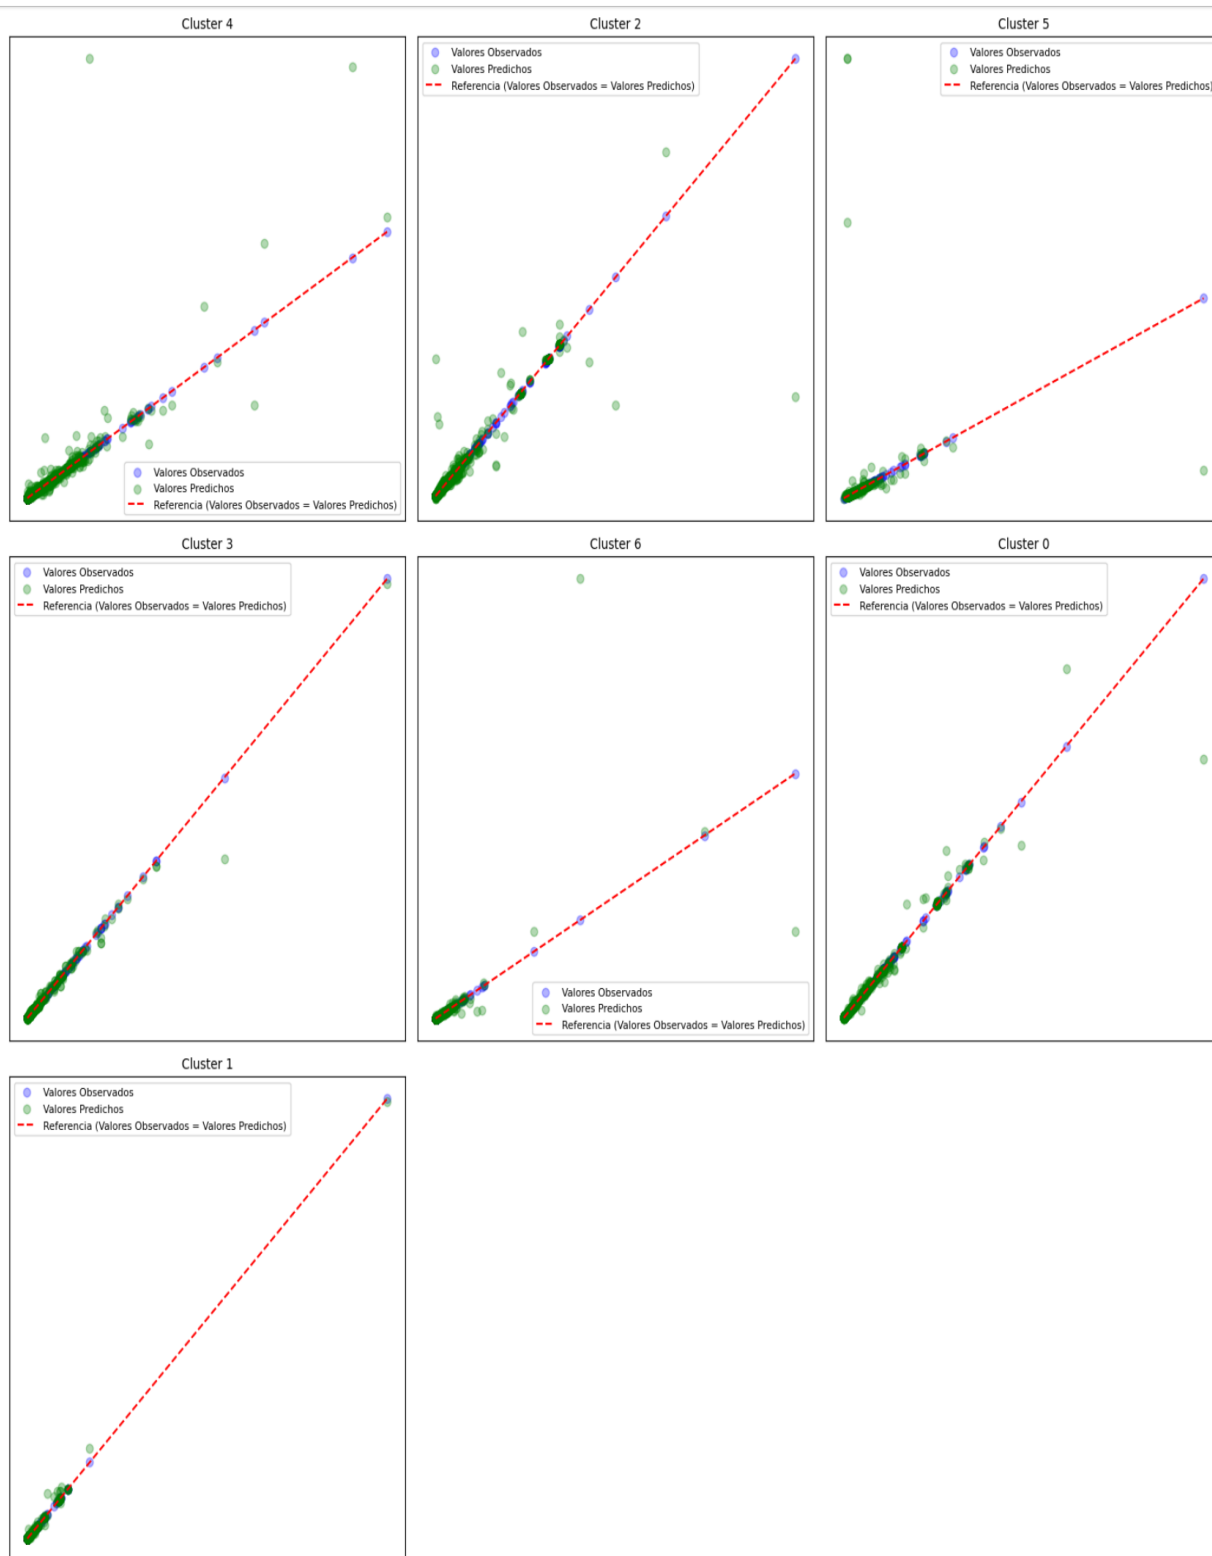 Cluster 4
Valores Observados
Valores Predichos
Referencia (Valores Observados = Valores Predichos)
Cluster 2
Valores Observados
Valores Predichos
Referencia (Valores Observados = Valores Predichos)
Cluster 5
Valores Observados
Valores Predichos
Referencia (Valores Observados = Valores Predichos)
Cluster 3
Valores Observados
Valores Predichos
Referencia (Valores Observados = Valores Predichos)
Cluster 6
Valores Observados
Valores Predichos
Referencia (Valores Observados = Valores Predichos)
Cluster 0
Valores Observados
Valores Predichos
Referencia (Valores Observados = Valores Predichos)
Cluster 1
Valores Observados
Valores Predichos
Referencia (Valores Observados = Valores Predichos)